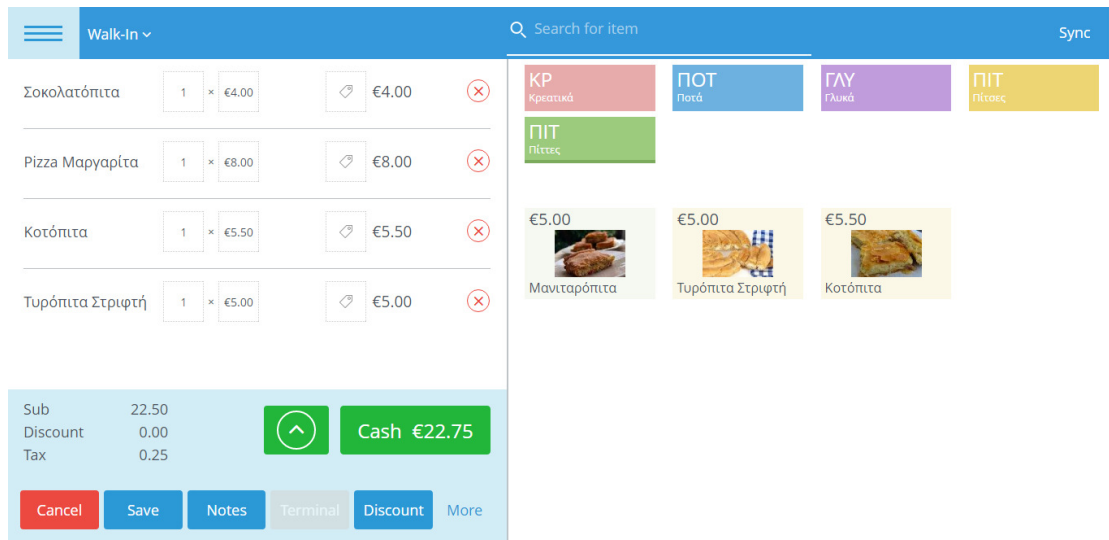 Walk-In
Search for item
Sync
Σοκολατόπιτα 1 × €4.00 €4.00
Pizza Μαργαρίτα 1 × €8.00 €8.00
Κοτόπιτα 1 × €5.50 €5.50
Τυρόπιτα Στριφτή 1 × €5.00 €5.00
Sub 22.50
Discount 0.00
Tax 0.25
Cash €22.75
Cancel Save Notes Terminal Discount More
ΚΡ ΠΟΤ ΓΛΥ ΠΙΤ
Κρεατικά Ποτά Γλυκά Πίτσες
ΠΙΤ
Πίττες
€5.00 €5.00 €5.50
Μανιταρόπιτα Τυρόπιτα Στριφτή Κοτόπιτα